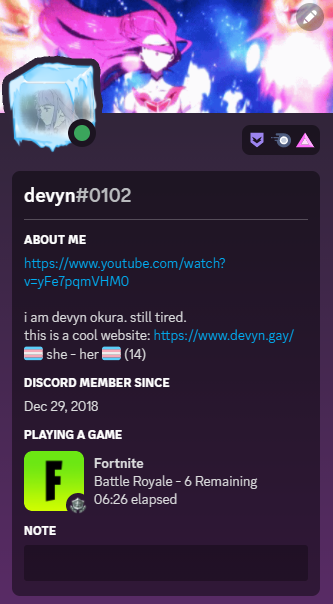 devyn#0102
ABOUT ME
https://www.youtube.com/watch?
v=yFe7pqmVHM0
i am devyn okura. still tired.
this is a cool website: https://www.devyn.gay/
she - her (14)
DISCORD MEMBER SINCE
Dec 29, 2018
PLAYING A GAME
F
Fortnite
Battle Royale - 6 Remaining
06:26 elapsed
NOTE